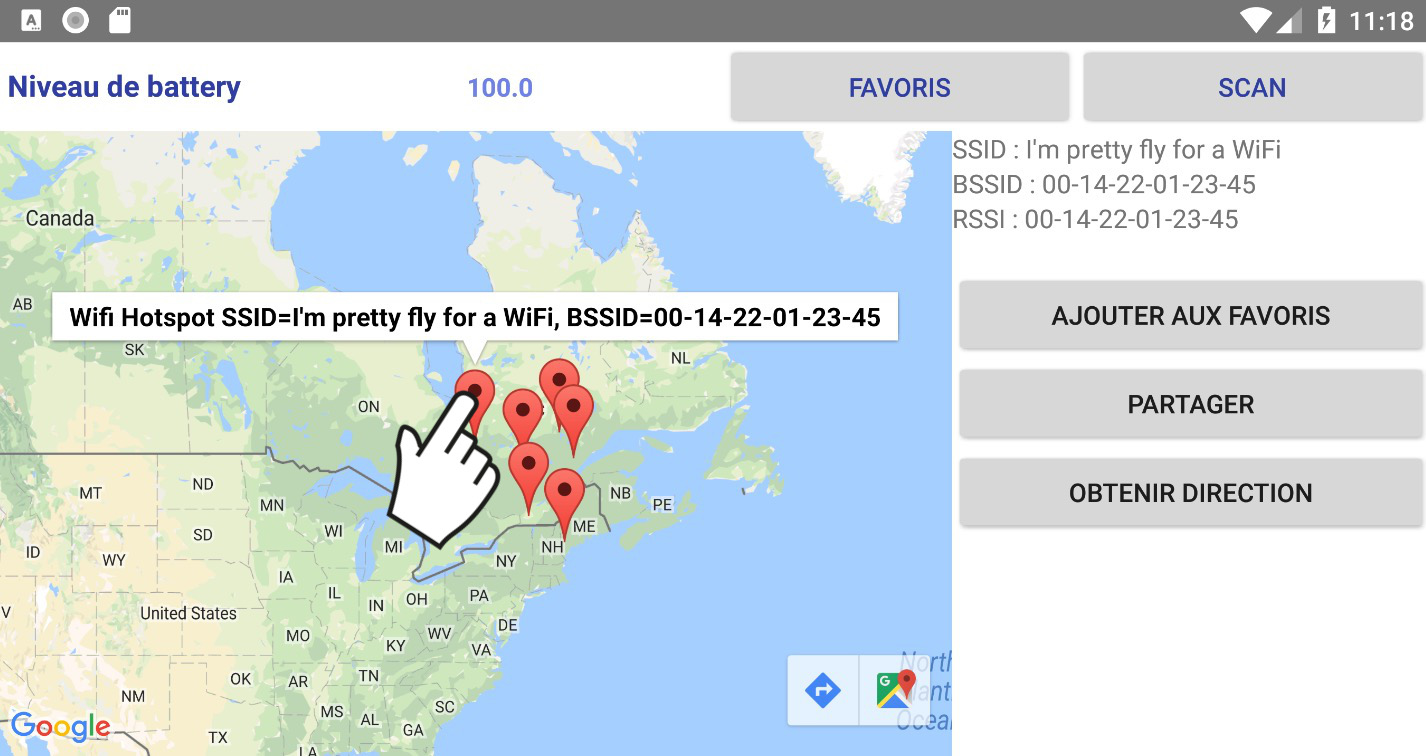 11:18
Niveau de battery
100.0
FAVORIS
SCAN
SSID : I'm pretty fly for a WiFi
BSSID : 00-14-22-01-23-45
RSSI : 00-14-22-01-23-45
AJOUTER AUX FAVORIS
PARTAGER
OBTENIR DIRECTION
Canada
AB
Wifi Hotspot SSID=I'm pretty fly for a WiFi, BSSID=00-14-22-01-23-45
SK
NL
ON
MT
ND
MN
NB
PE
SD
WI
ME
ID
WY
MI
NH
NY
IA
V
United States
IL
IN
OH
PA
DE
MO
KY
WV
VA
OK
AR
TN
NM
MS
AL
SC
GA
TX
LA
North
Ocea
Google
A
G